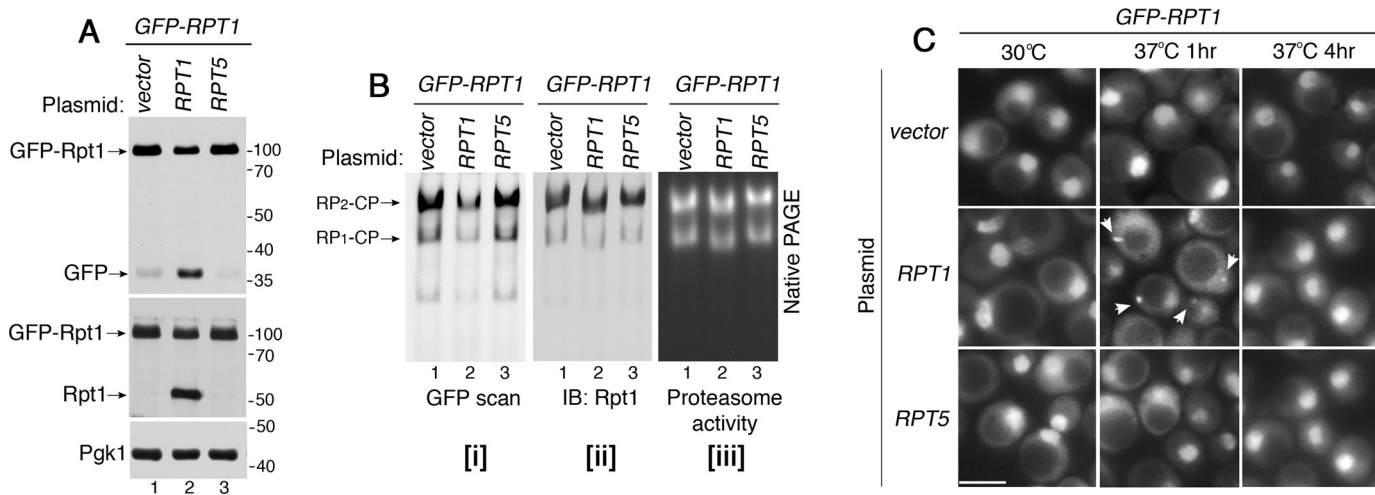 A
GFP-RPT1
Plasmid:
vector
RPT1
RPT5
GFP-Rpt1
-100
-70
-50
-40
GFP
-35
GFP-Rpt1
-100
-70
Rpt1
-50
-50
Pgk1
-40
1 2 3
B
GFP-RPT1 GFP-RPT1 GFP-RPT1
Plasmid:
vector RPT1 RPT5 vector RPT1 RPT5 vector RPT1 RPT5
RP2-CP
RP1-CP
Native PAGE
1 2 3 1 2 3 1 2 3
GFP scan IB: Rpt1 Proteasome
activity
[i] [ii] [iii]
C
GFP-RPT1
30°C 37°C 1hr 37°C 4hr
Plasmid
vector
RPT1
RPT5